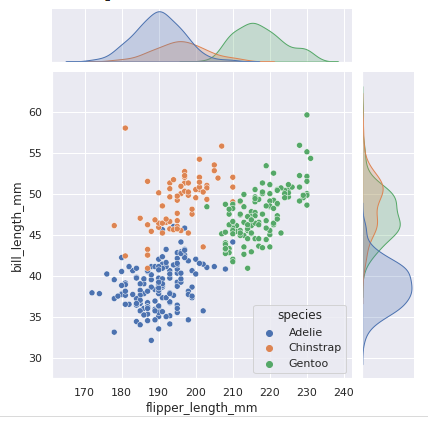 60
55
50
45
40
35
30
bill_length_mm
species
Adelie
Chinstrap
Gentoo
170 180 190 200 210 220 230 240
flipper_length_mm